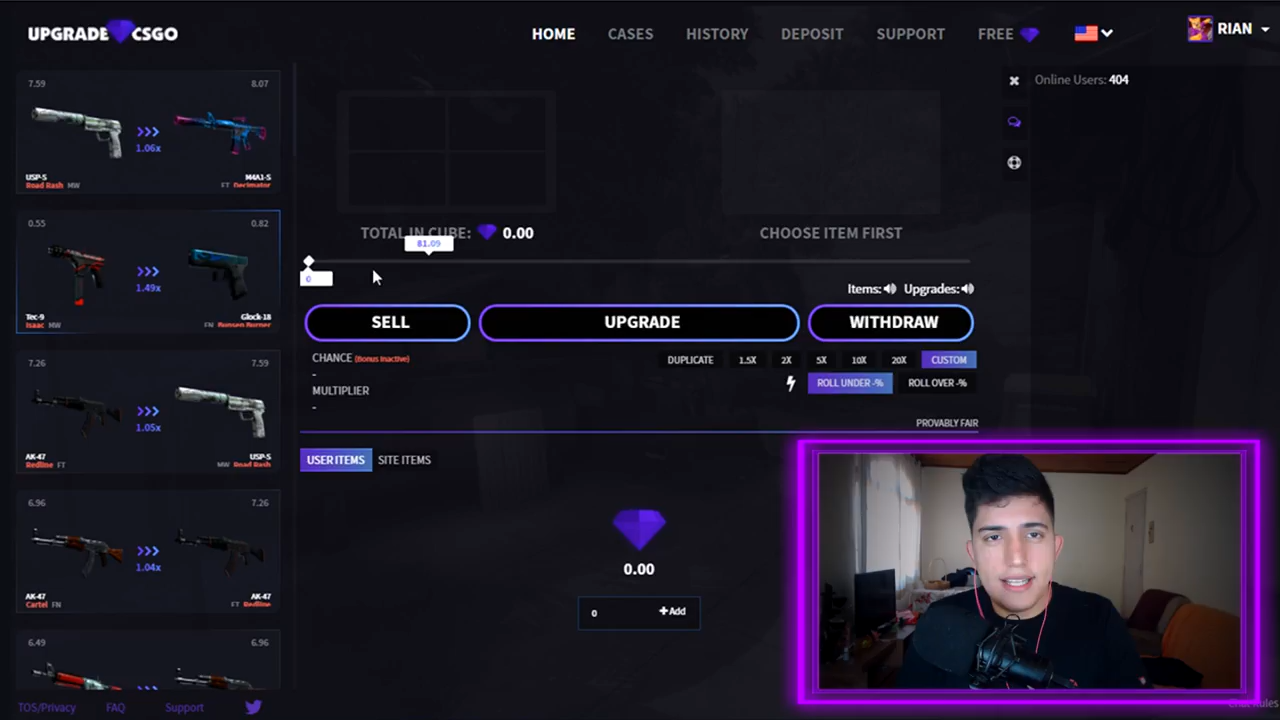 UPGRADE CSGO
HOME CASES HISTORY DEPOSIT SUPPORT FREE
RIAN
7.59 8.07
1.06x
USP-S M4A1-S
Road Rash MW FT Decimator
0.55 0.82
1.49x
Tec-9 Glock-18
Isaac MW FN Bunsen Burner
7.26 7.59
1.05x
AK-47 USP-S
Redline FT MW Road Rash
6.96 7.26
1.04x
AK-47 AK-47
Cartel FN FT Redline
6.49 6.96
TOS/Privacy FAQ Support
Online Users: 404
TOTAL IN CUBE: 0.00
CHOOSE ITEM FIRST
81.09
0
Items: Upgrades:
SELL UPGRADE WITHDRAW
CHANCE (Bonus Inactive)
-
MULTIPLIER
-
DUPLICATE 1.5X 2X 5X 10X 20X CUSTOM
ROLL UNDER -% ROLL OVER -%
PROVABLY FAIR
USER ITEMS SITE ITEMS
0.00
0 +Add
Chat Rules